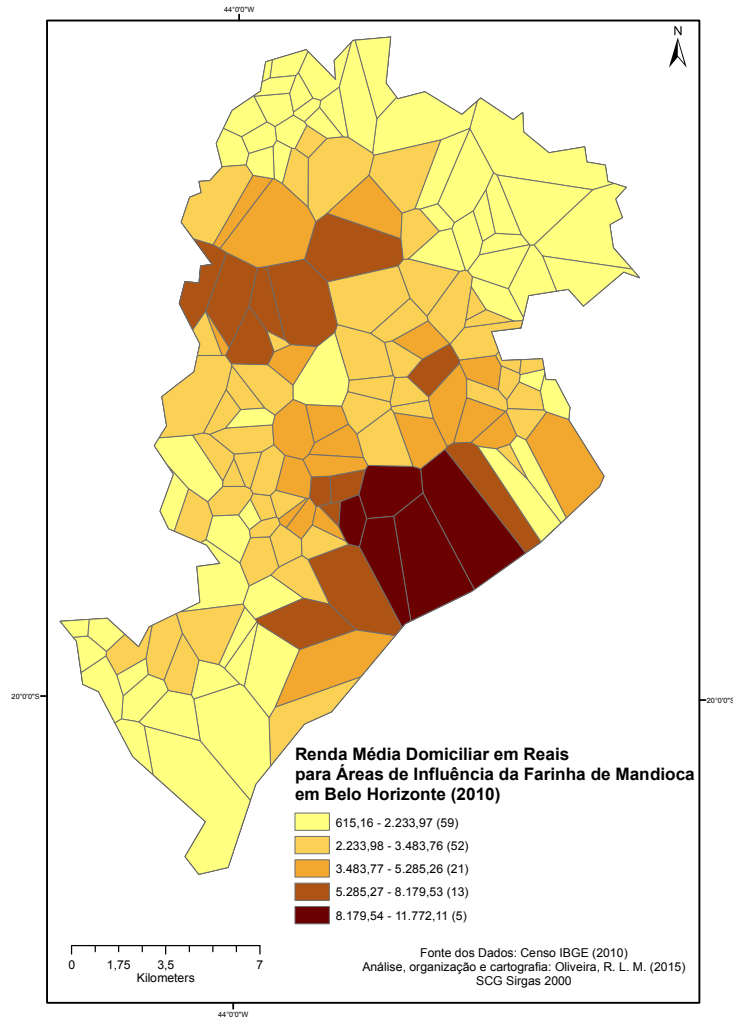 44°0'0"W
N
20°0'0"S
20°0'0"S
Renda Média Domiciliar em Reais
para Áreas de Influência da Farinha de Mandioca
em Belo Horizonte (2010)
615,16 - 2.233,97 (59)
2.233,98 - 3.483,76 (52)
3.483,77 - 5.285,26 (21)
5.285,27 - 8.179,53 (13)
8.179,54 - 11.772,11 (5)
0 1,75 3,5 7
Kilometers
Fonte dos Dados: Censo IBGE (2010)
Análise, organização e cartografia: Oliveira, R. L. M. (2015)
SCG Sirgas 2000
44°0'0"W